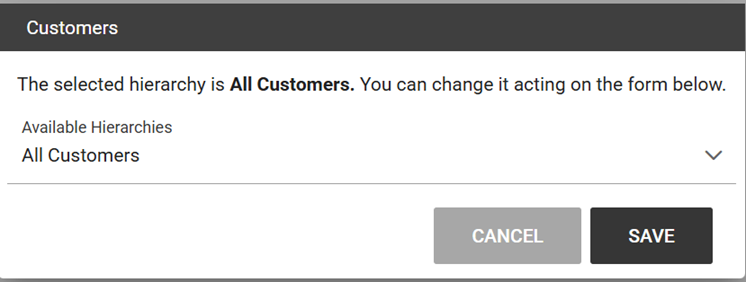 Customers
The selected hierarchy is All Customers. You can change it acting on the form below.
Available Hierarchies
All Customers
CANCEL SAVE